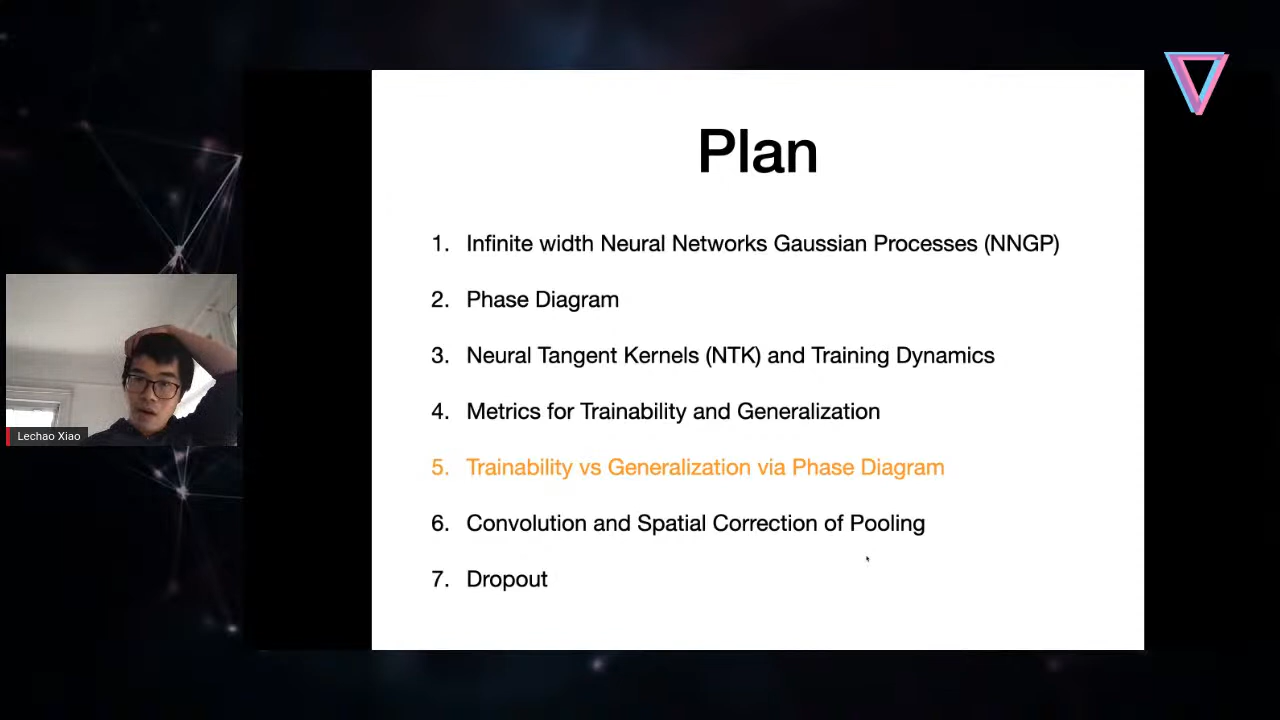 Plan
1. Infinite width Neural Networks Gaussian Processes (NNGP)
2. Phase Diagram
3. Neural Tangent Kernels (NTK) and Training Dynamics
4. Metrics for Trainability and Generalization
5. Trainability vs Generalization via Phase Diagram
6. Convolution and Spatial Correction of Pooling
7. Dropout
Lechao Xiao